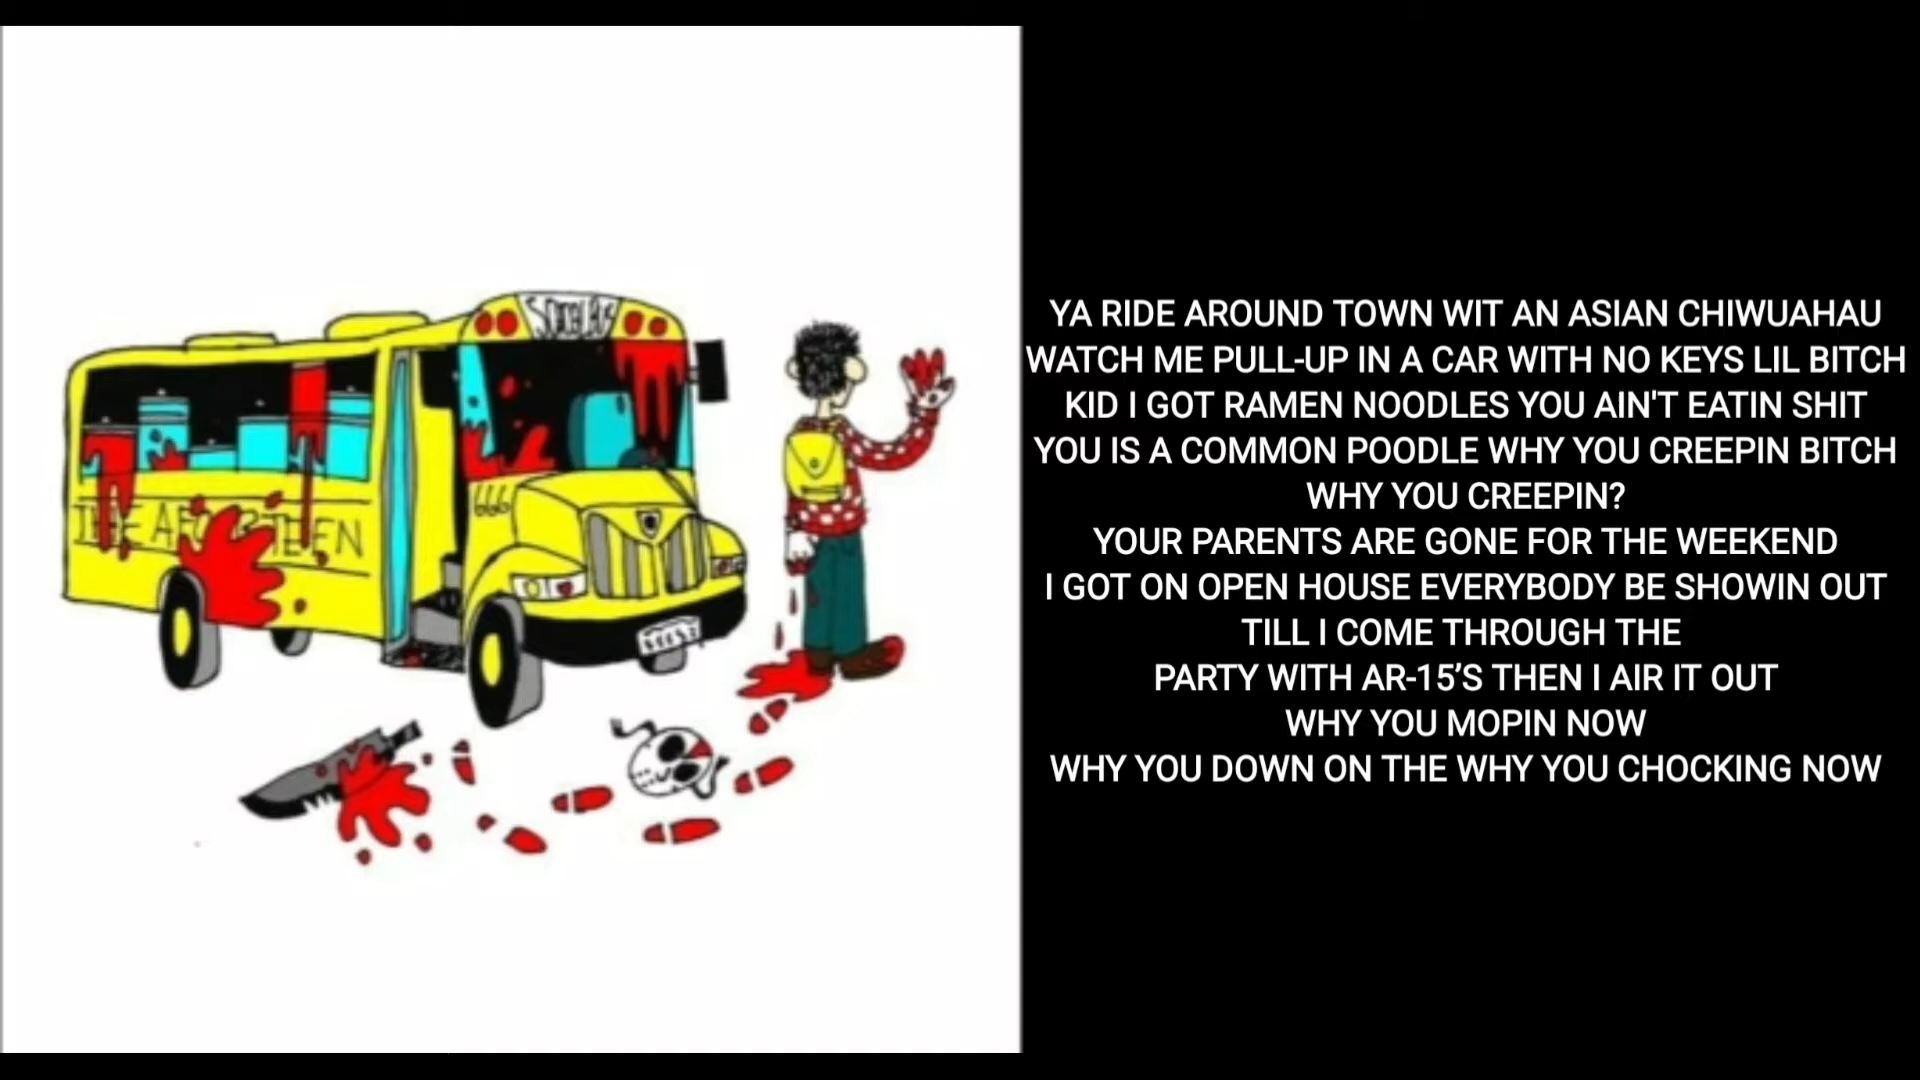 666
YA RIDE AROUND TOWN WIT AN ASIAN CHIWUAHAU
WATCH ME PULL-UP IN A CAR WITH NO KEYS LIL BITCH
KID I GOT RAMEN NOODLES YOU AIN'T EATIN SHIT
YOU IS A COMMON POODLE WHY YOU CREEPIN BITCH
WHY YOU CREEPIN?
YOUR PARENTS ARE GONE FOR THE WEEKEND
I GOT ON OPEN HOUSE EVERYBODY BE SHOWIN OUT
TILL I COME THROUGH THE
PARTY WITH AR-15’S THEN I AIR IT OUT
WHY YOU MOPIN NOW
WHY YOU DOWN ON THE WHY YOU CHOCKING NOW